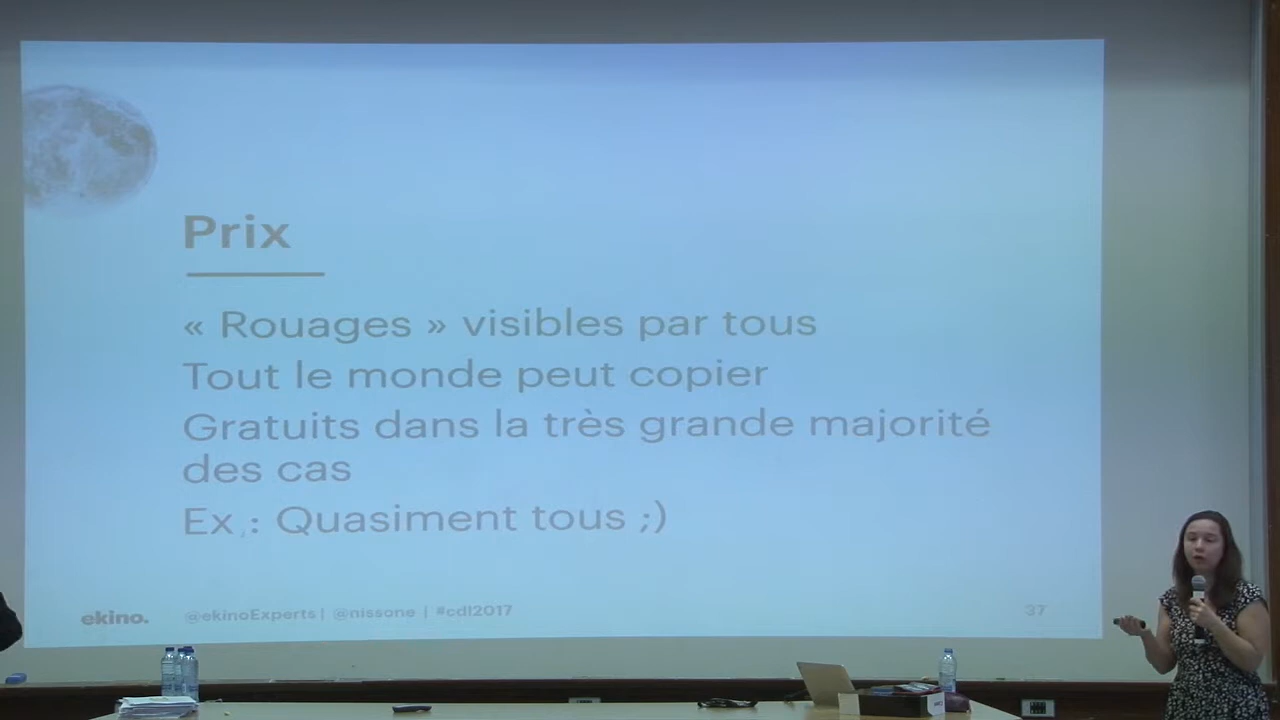 Prix
« Rouages » visibles par tous
Tout le monde peut copier
Gratuits dans la très grande majorité
des cas
Ex : Quasiment tous ;)
ekino. @ekinoExperts | @nissone | #cdl2017 37